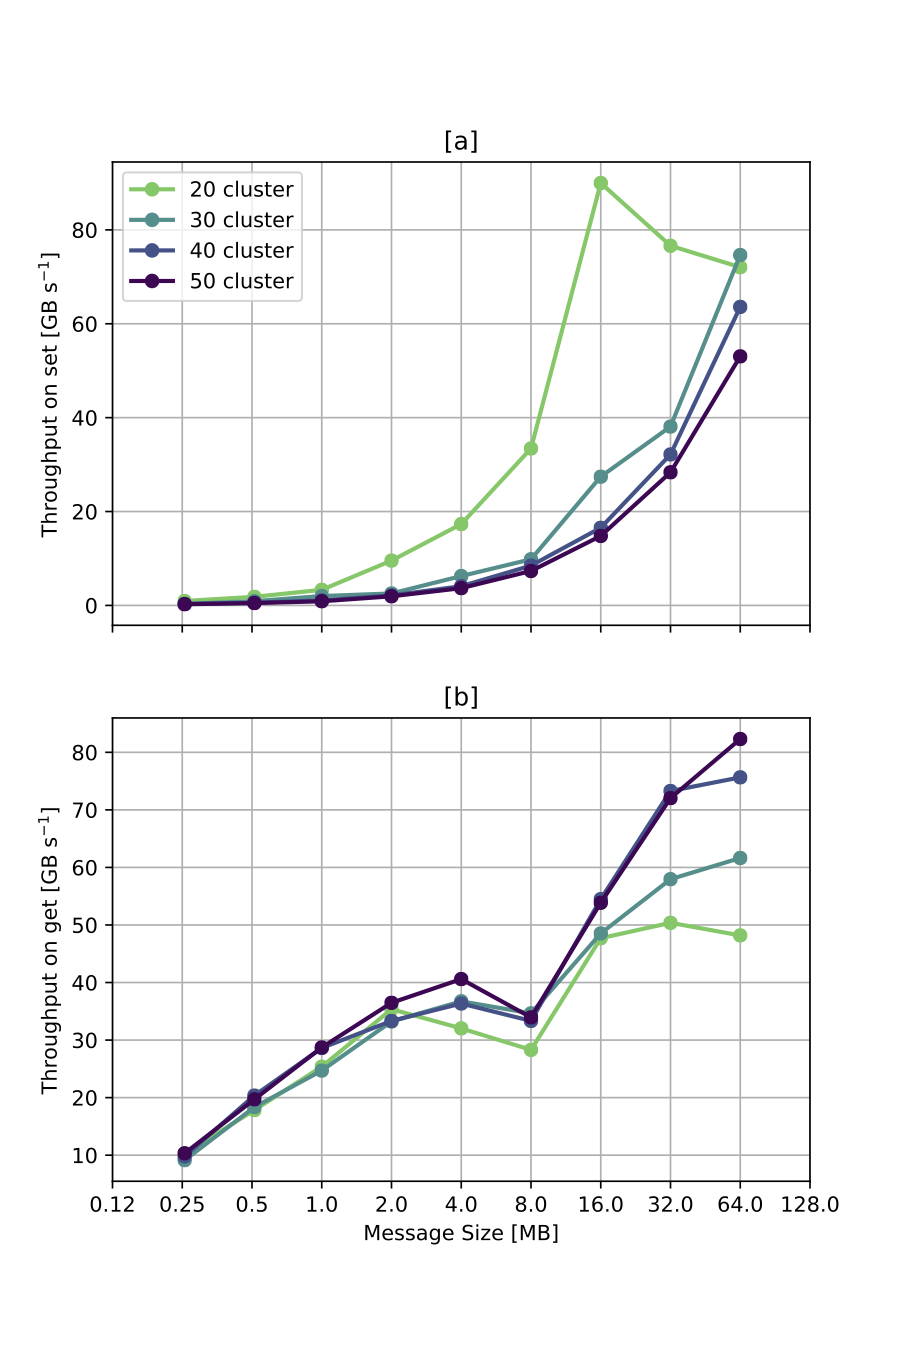 [a]
20 cluster
30 cluster
40 cluster
50 cluster
Throughput on set [GB s⁻¹]
80
60
40
20
0
[b]
Throughput on get [GB s⁻¹]
80
70
60
50
40
30
20
10
0.12 0.25 0.5 1.0 2.0 4.0 8.0 16.0 32.0 64.0 128.0
Message Size [MB]